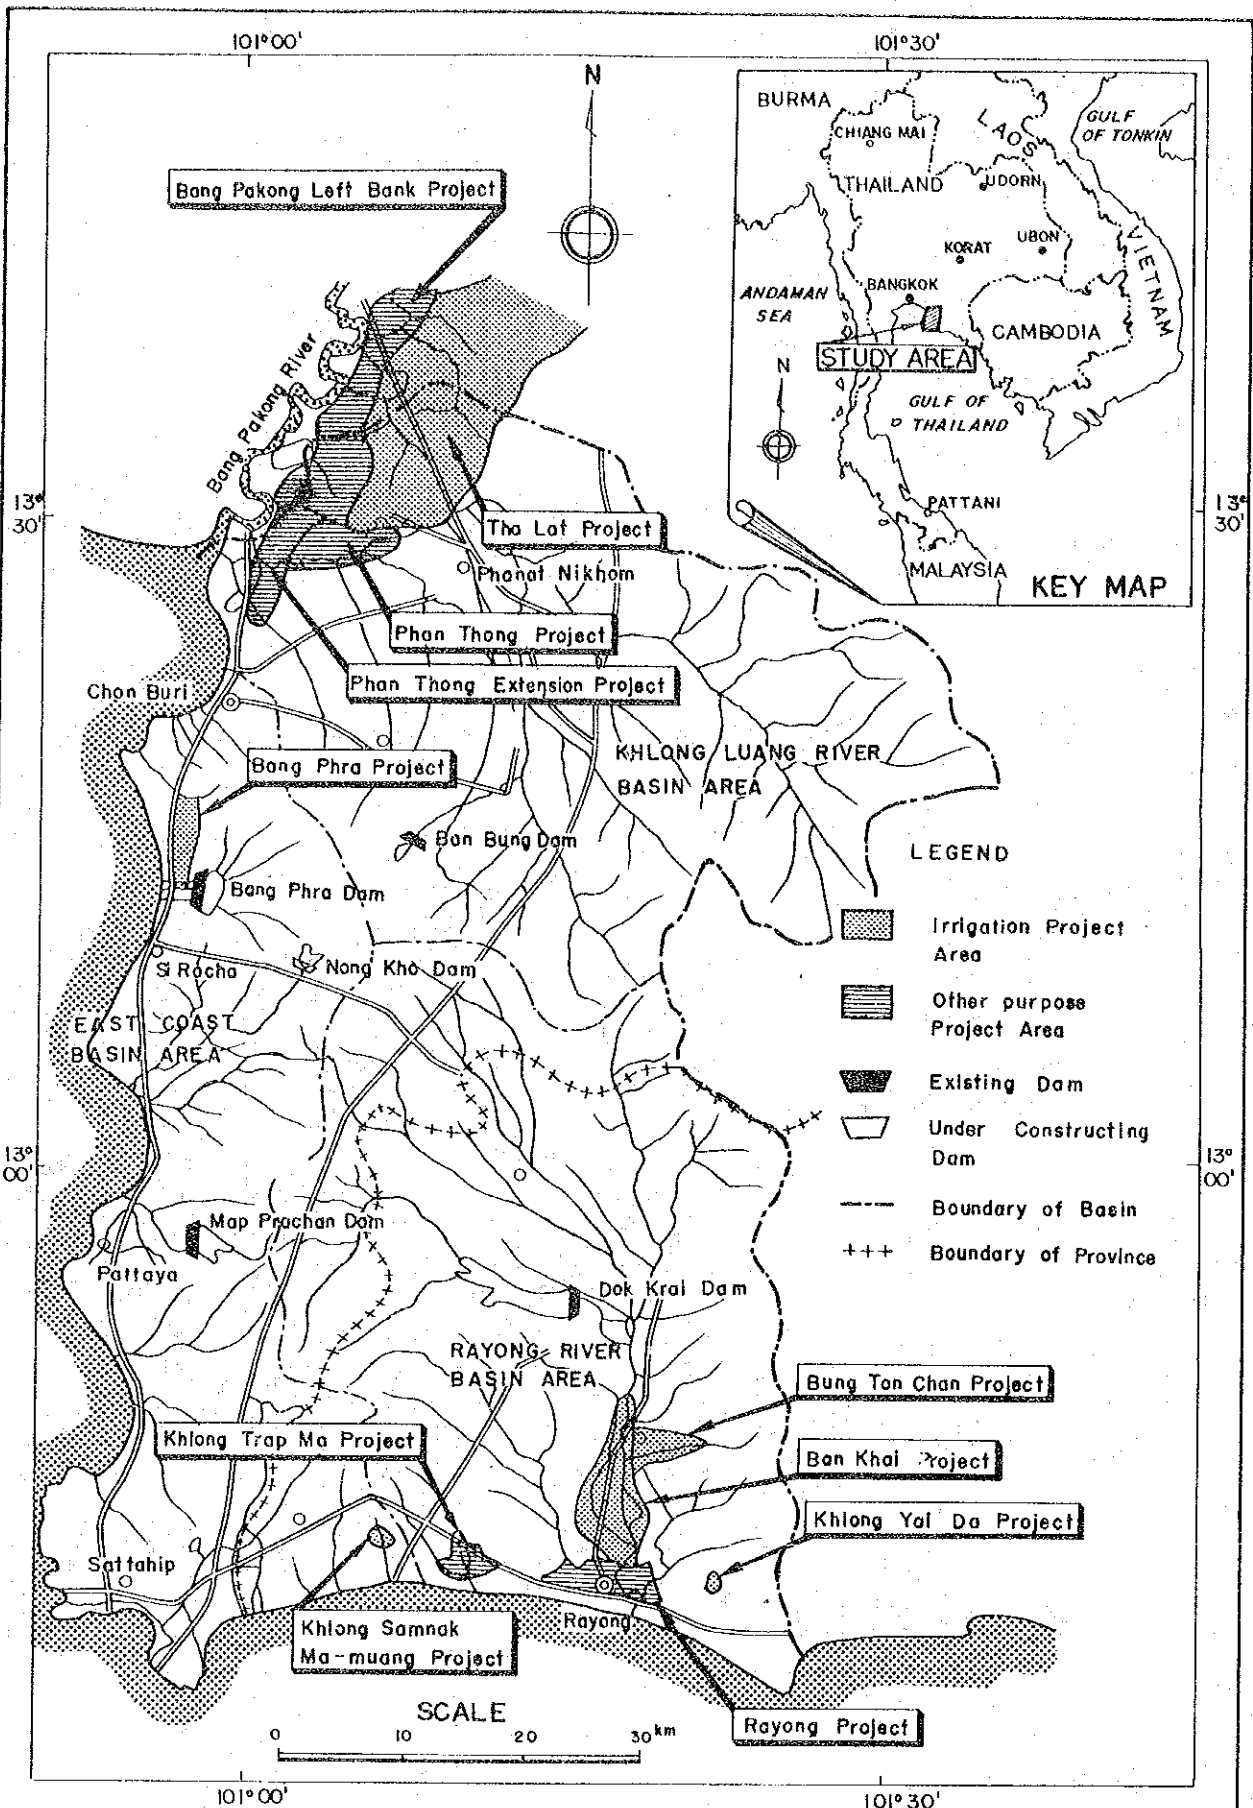 101°00'
101°30'
N
BURMA
CHIANG MAI
LAOS
GULF
OF TONKIN
THAILAND
UDORN
VIETNAM
KORAT
UBON
BANGKOK
ANDAMAN
SEA
CAMBODIA
STUDY AREA
N
GULF OF
THAILAND
PATTANI
MALAYSIA
KEY MAP
Bang Pakong Left Bank Project
Bang Pakong River
13°
30'
13°
30'
Tha Lat Project
Phanat Nikhom
Phan Thong Project
Phan Thong Extension Project
Chon Buri
Bang Phra Project
KHLONG LUANG RIVER
BASIN AREA
Ban Bung Dam
Bang Phra Dam
Si Racha
Nong Kho Dam
EAST COAST
BASIN AREA
LEGEND
Irrigation Project
Area
Other purpose
Project Area
Existing Dam
Under Constructing
Dam
Boundary of Basin
Boundary of Province
13°
00'
13°
00'
Map Prachan Dam
Pattaya
Dok Krai Dam
RAYONG RIVER
BASIN AREA
Bung Ton Chan Project
Khlong Trap Ma Project
Ban Khai Project
Khlong Yai Da Project
Sattahip
Khlong Samnak
Ma-muang Project
Rayong
Rayong Project
SCALE
0 10 20 30km
101°00'
101°30'